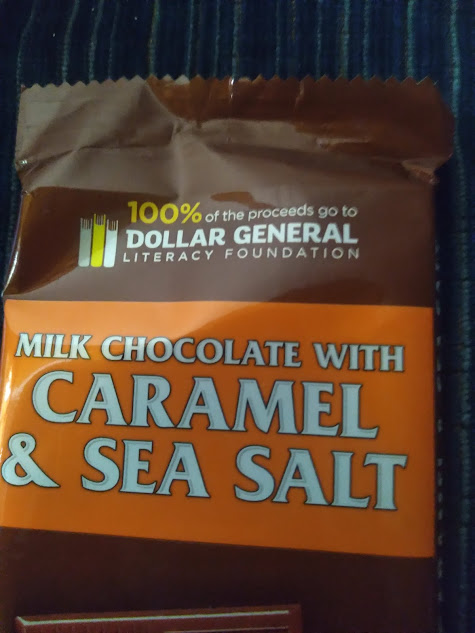 100% of the proceeds go to
DOLLAR GENERAL
LITERACY FOUNDATION
MILK CHOCOLATE WITH
CARAMEL
& SEA SALT